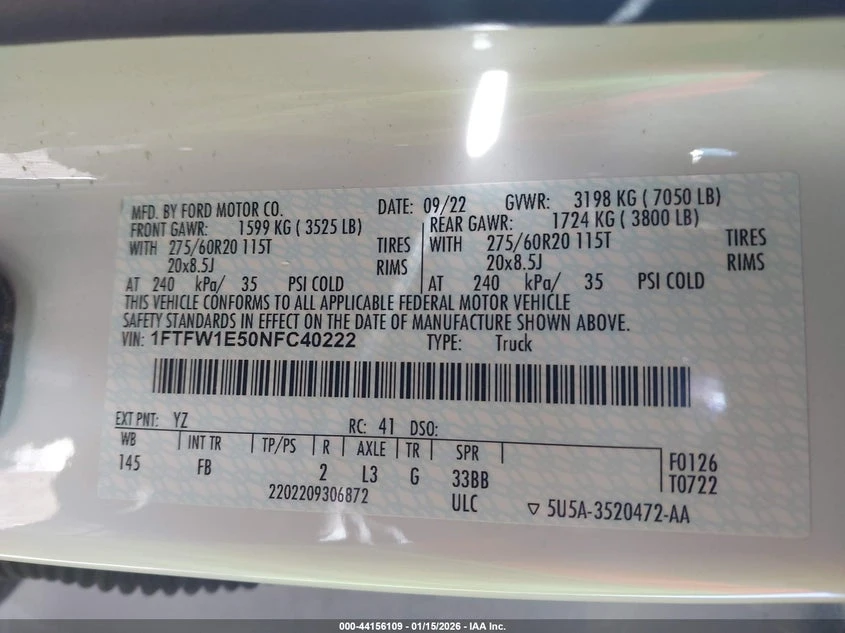 MFD. BY FORD MOTOR CO. DATE: 09/22 GVWR: 3198 KG ( 7050 LB)
FRONT GAWR: 1599 KG ( 3525 LB) REAR GAWR: 1724 KG ( 3800 LB)
WITH 275/60R20 115T TIRES WITH 275/60R20 115T TIRES
20x8.5J RIMS 20x8.5J RIMS
AT 240 kPa/ 35 PSI COLD AT 240 kPa/ 35 PSI COLD
THIS VEHICLE CONFORMS TO ALL APPLICABLE FEDERAL MOTOR VEHICLE
SAFETY STANDARDS IN EFFECT ON THE DATE OF MANUFACTURE SHOWN ABOVE.
VIN: 1FTFW1E50NFC40222 TYPE: Truck
EXT PNT: YZ RC: 41 DSO:
WB INT TR TP/PS R AXLE TR SPR
145 FB 2 L3 G 33BB
F0126
T0722
2202209306872 ULC ▽ 5U5A-3520472-AA
000-44156109 - 01/15/2026 - IAA Inc.